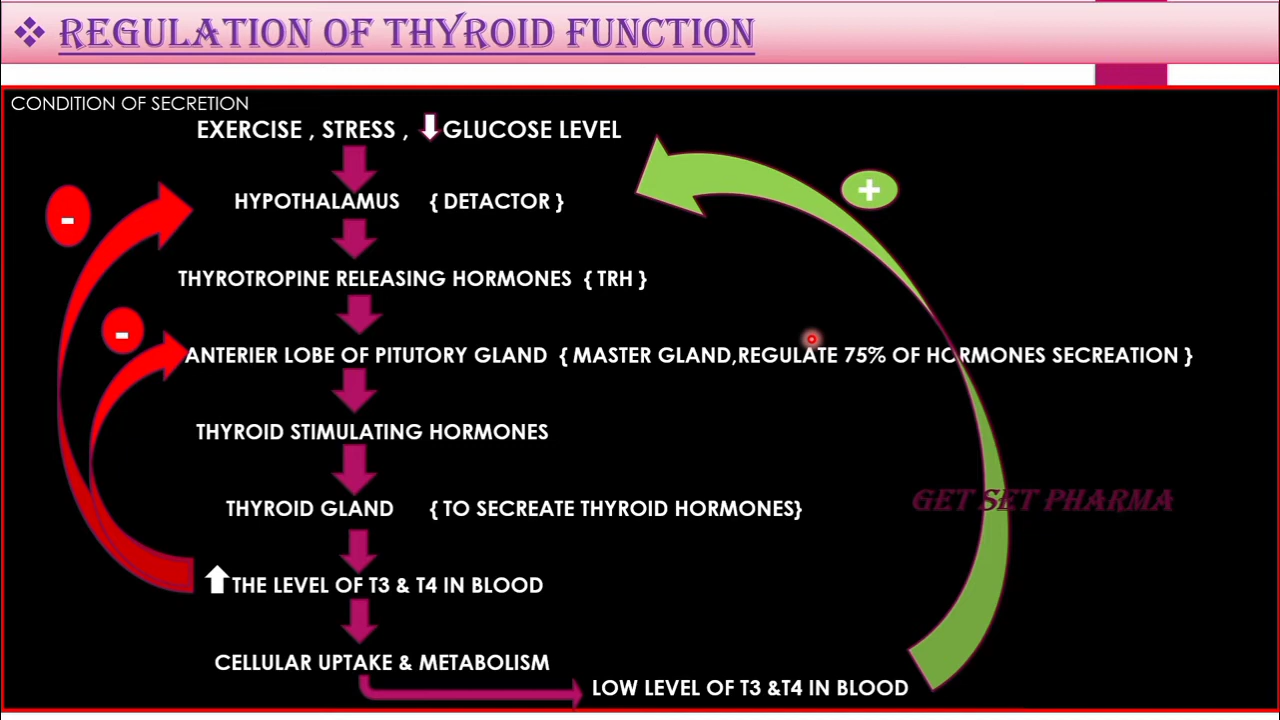 REGULATION OF THYROID FUNCTION
CONDITION OF SECRETION
EXERCISE , STRESS , GLUCOSE LEVEL
HYPOTHALAMUS { DETACTOR }
THYROTROPINE RELEASING HORMONES { TRH }
ANTERIER LOBE OF PITUTORY GLAND { MASTER GLAND,REGULATE 75% OF HORMONES SECREATION }
THYROID STIMULATING HORMONES
THYROID GLAND { TO SECREATE THYROID HORMONES}
THE LEVEL OF T3 & T4 IN BLOOD
CELLULAR UPTAKE & METABOLISM
LOW LEVEL OF T3 &T4 IN BLOOD
-
-
+
GET SET PHARMA